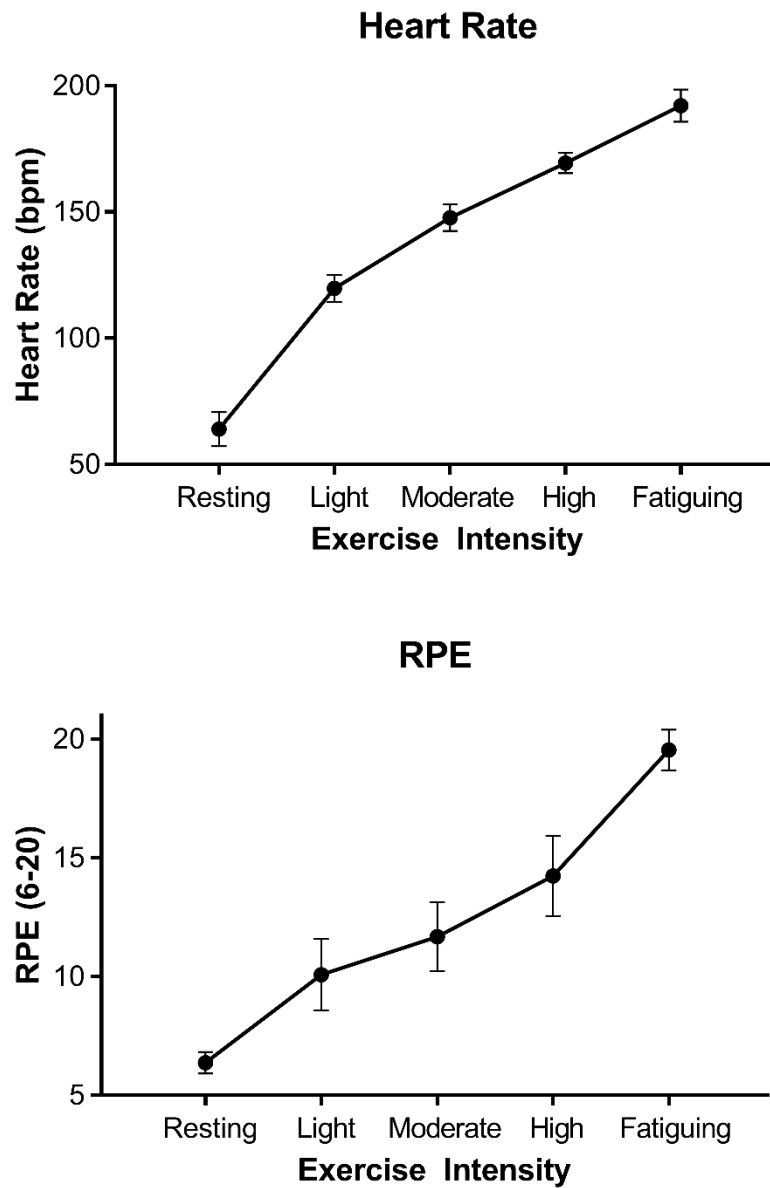 Heart Rate
Heart Rate (bpm)
200
150
100
50
Resting Light Moderate High Fatiguing
Exercise Intensity
RPE
RPE (6-20)
20
15
10
5
Resting Light Moderate High Fatiguing
Exercise Intensity